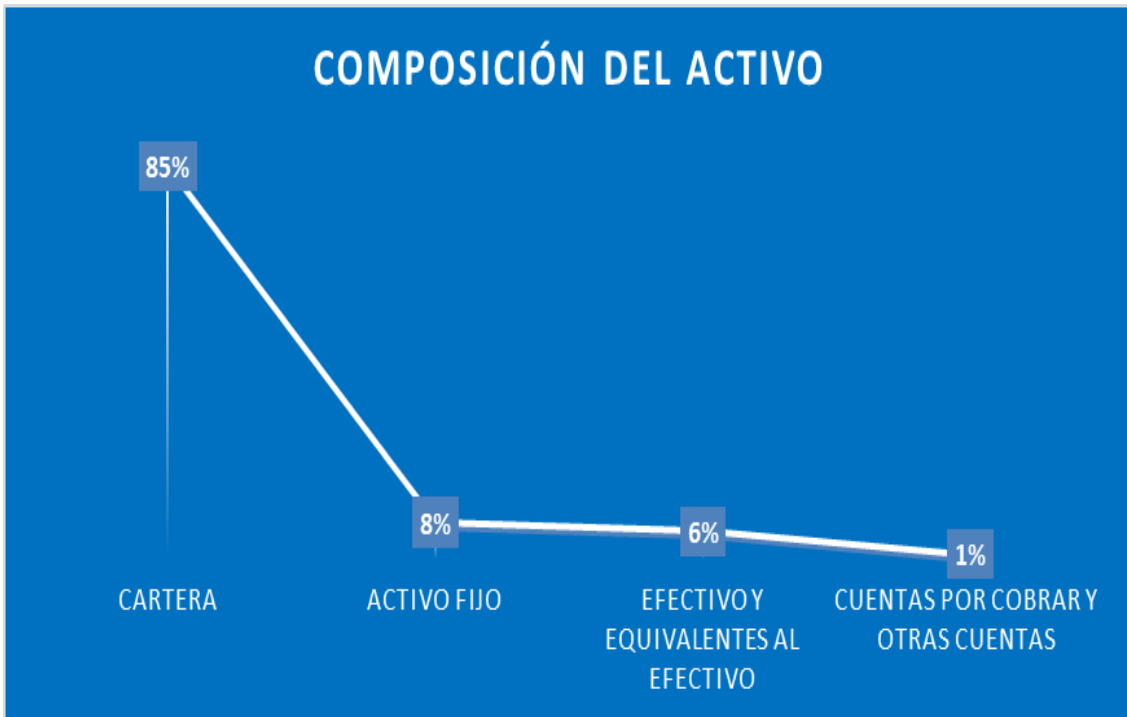 COMPOSICIÓN DEL ACTIVO
85%
8%
6%
1%
CARTERA
ACTIVO FIJO
EFECTIVO Y
EQUIVALENTES AL
EFECTIVO
CUENTAS POR COBRAR Y
OTRAS CUENTAS